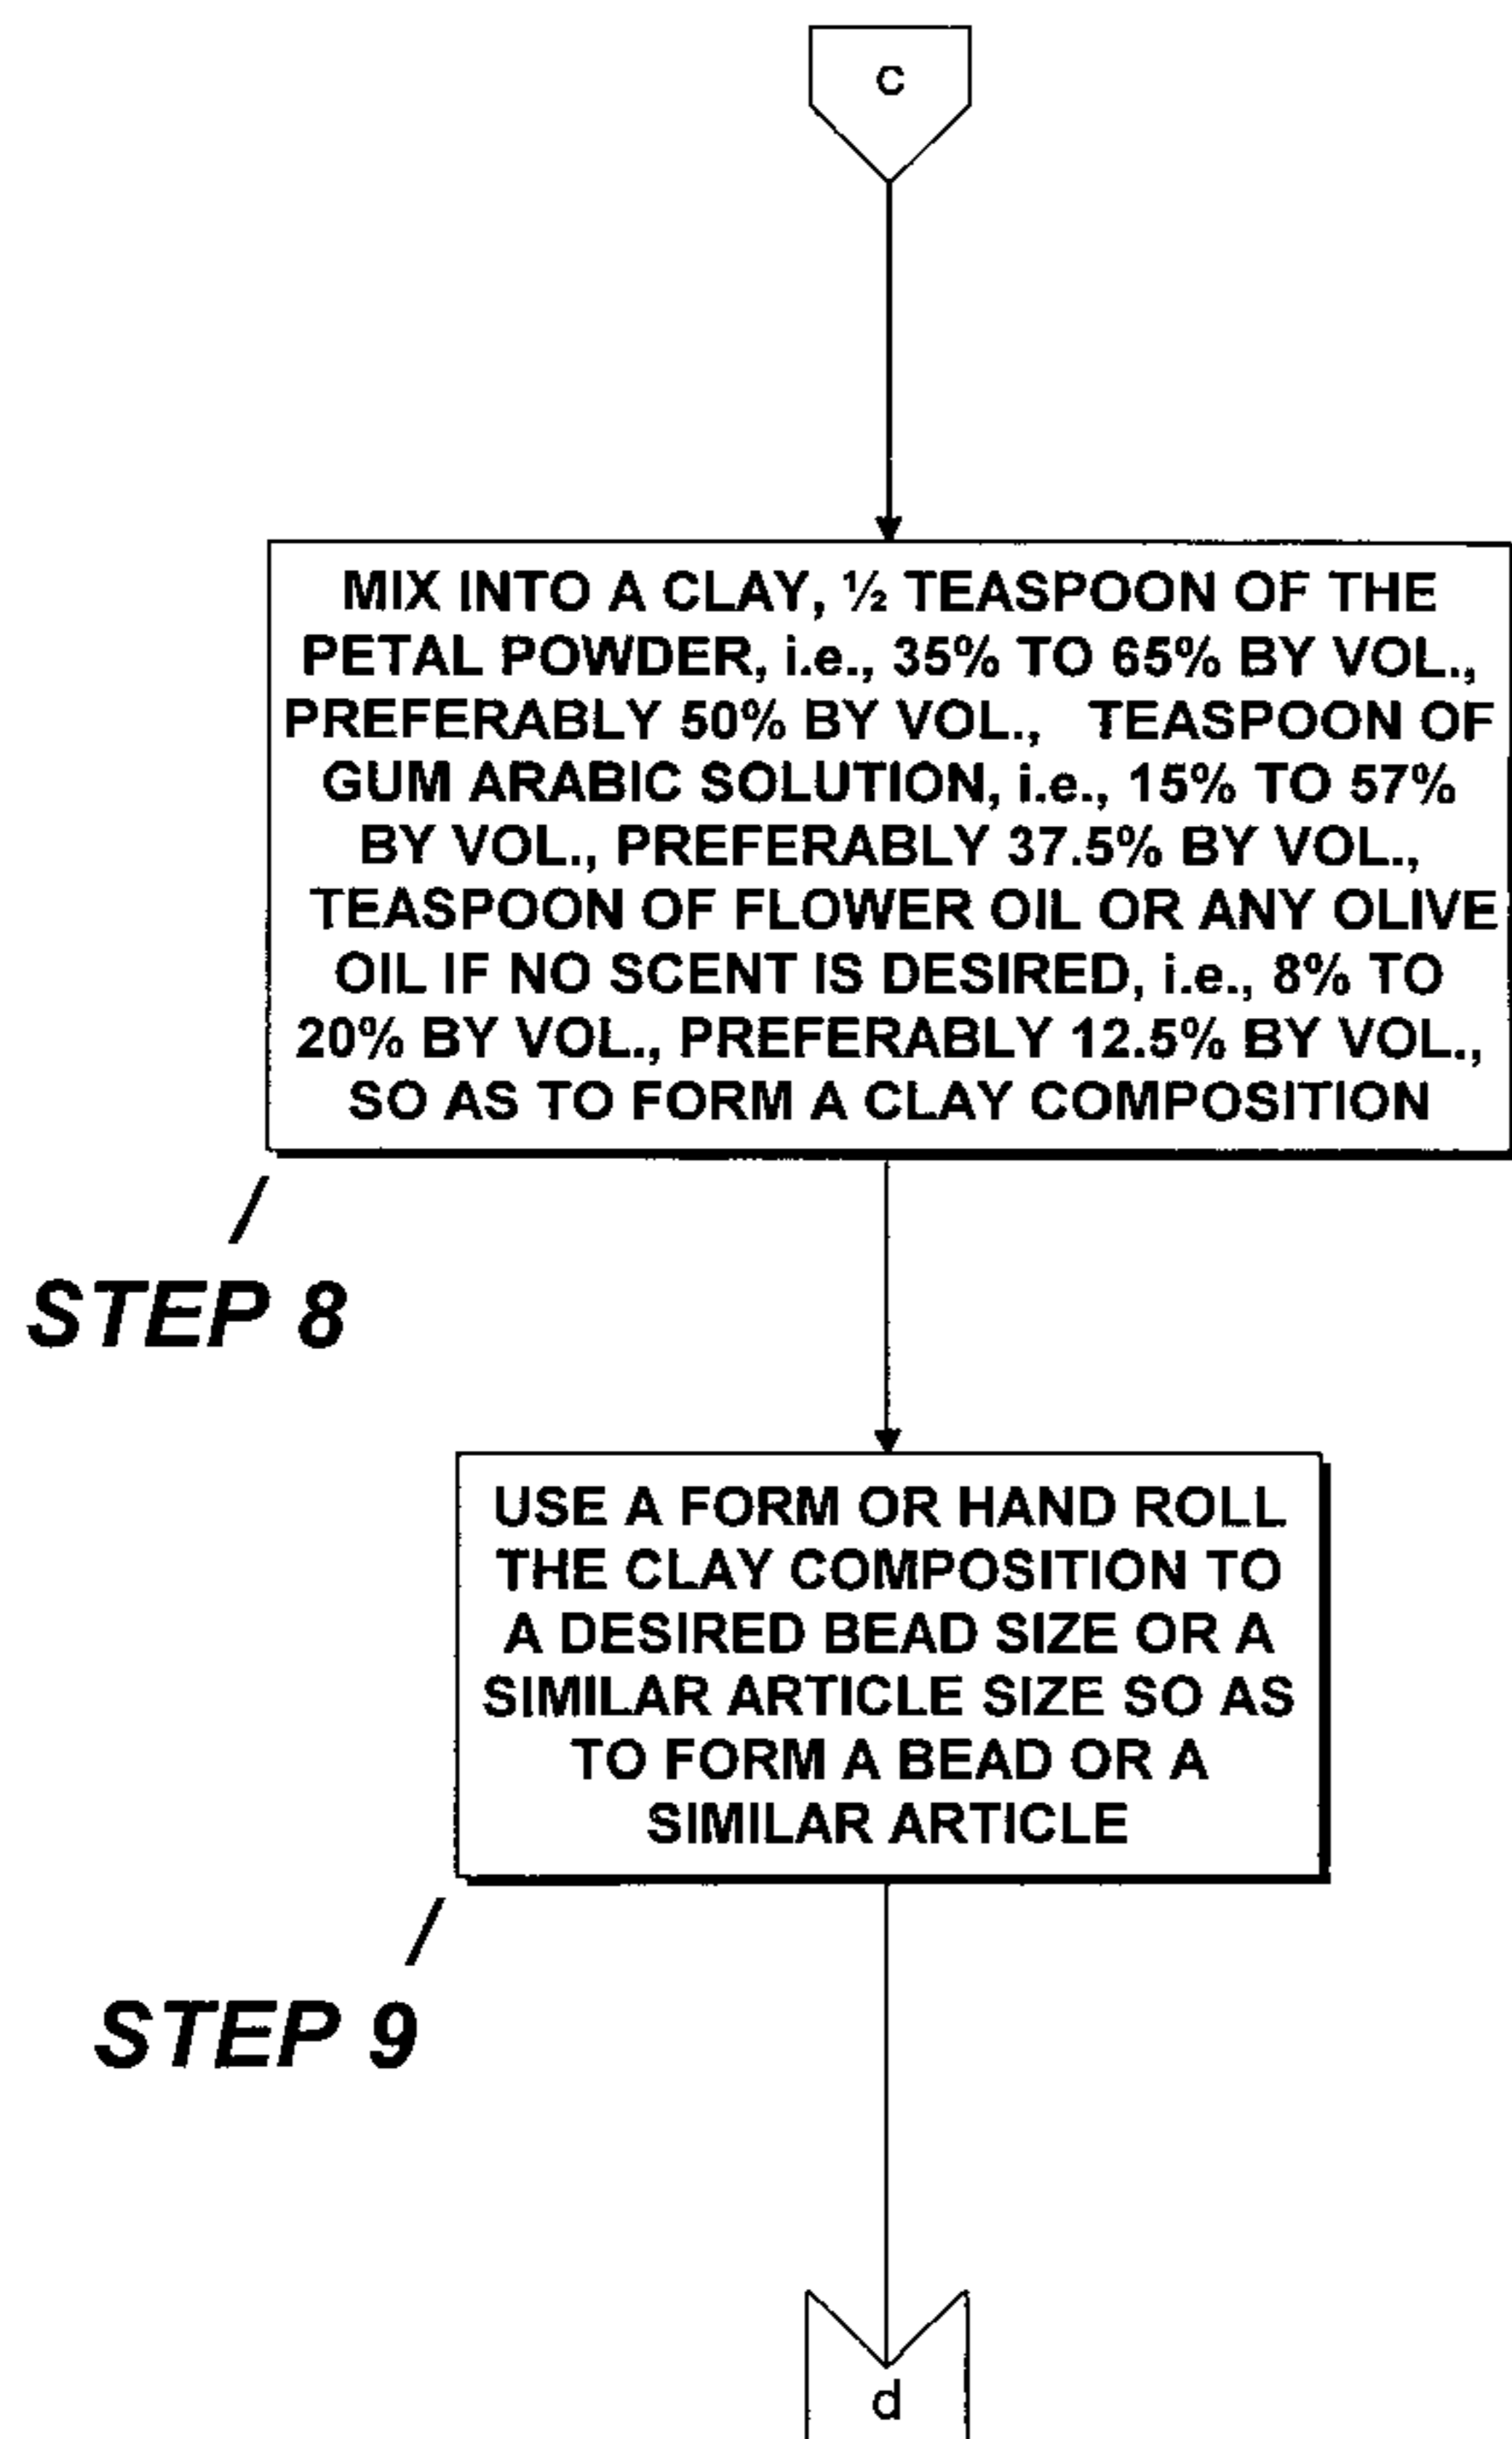 c
MIX INTO A CLAY, ½ TEASPOON OF THE
PETAL POWDER, i.e., 35% TO 65% BY VOL.,
PREFERABLY 50% BY VOL., TEASPOON OF
GUM ARABIC SOLUTION, i.e., 15% TO 57%
BY VOL., PREFERABLY 37.5% BY VOL.,
TEASPOON OF FLOWER OIL OR ANY OLIVE
OIL IF NO SCENT IS DESIRED, i.e., 8% TO
20% BY VOL., PREFERABLY 12.5% BY VOL.,
SO AS TO FORM A CLAY COMPOSITION
STEP 8
USE A FORM OR HAND ROLL
THE CLAY COMPOSITION TO
A DESIRED BEAD SIZE OR A
SIMILAR ARTICLE SIZE SO AS
TO FORM A BEAD OR A
SIMILAR ARTICLE
STEP 9
d